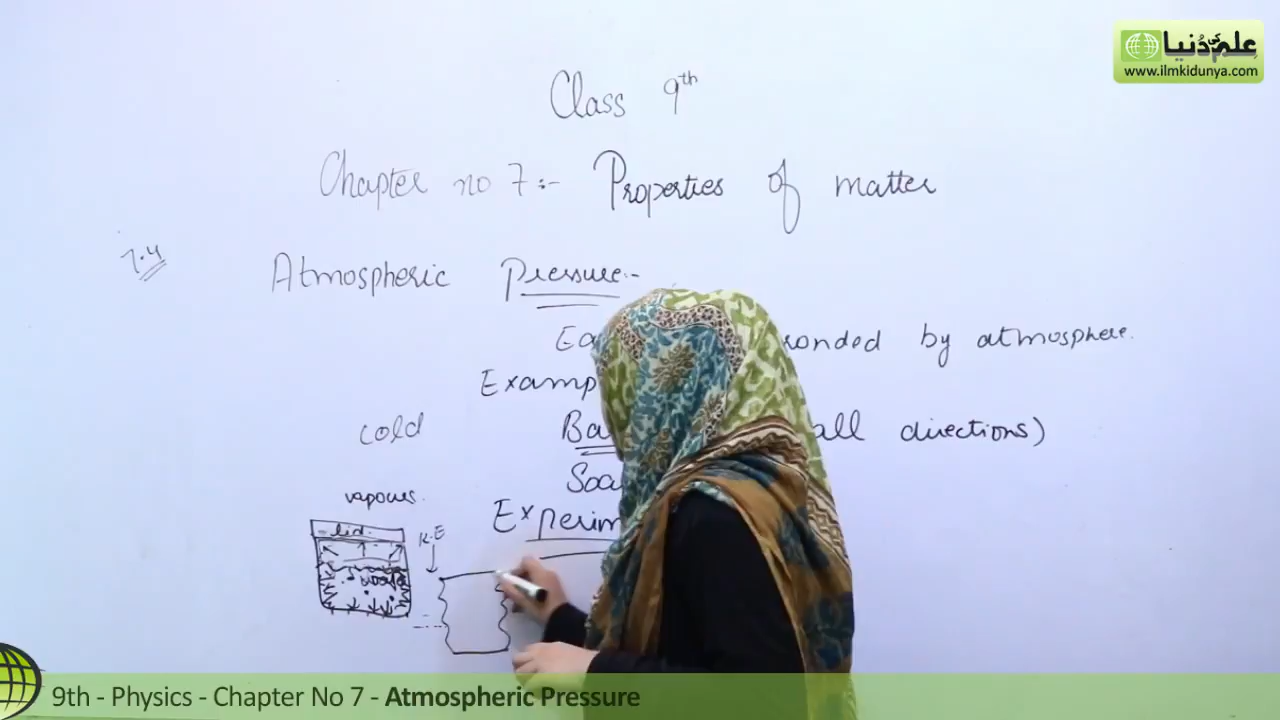 علم کی دنیا
www.ilmkidunya.com
Class 9th
Chapter no 7:- Properties of matter
7.4
Atmospheric Pressure:-
Ea ronded by atmosphere.
Examp
cold Ba all directions)
vapours. Soa
Experim
lid K.E
9th - Physics - Chapter No 7 - Atmospheric Pressure